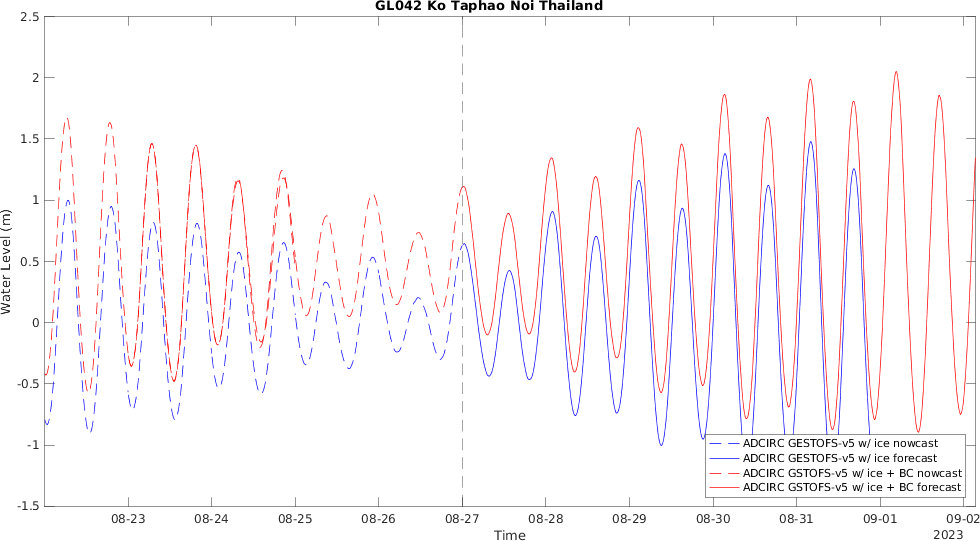 GL042 Ko Taphao Noi Thailand
2.5
2
1.5
1
0.5
0
-0.5
-1
-1.5
Water Level (m)
ADCIRC GESTOFS-v5 w/ ice nowcast
ADCIRC GESTOFS-v5 w/ ice forecast
ADCIRC GSTOFS-v5 w/ ice + BC nowcast
ADCIRC GSTOFS-v5 w/ ice + BC forecast
08-23 08-24 08-25 08-26 08-27 08-28 08-29 08-30 08-31 09-01 09-02
Time
2023